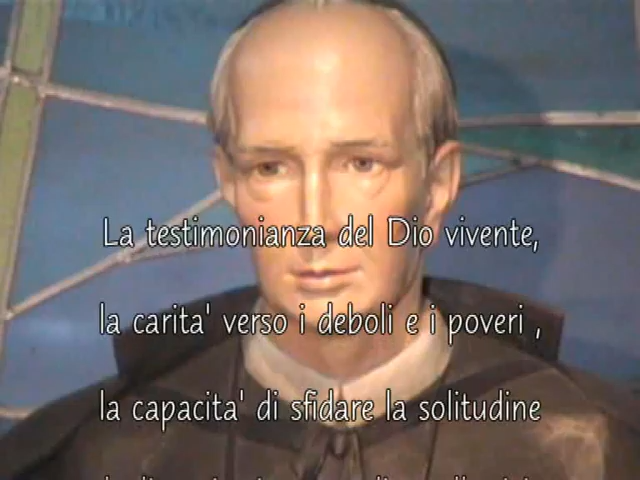 La testimonianza del Dio vivente,
la carita' verso i deboli e i poveri ,
la capacita' di sfidare la solitudine